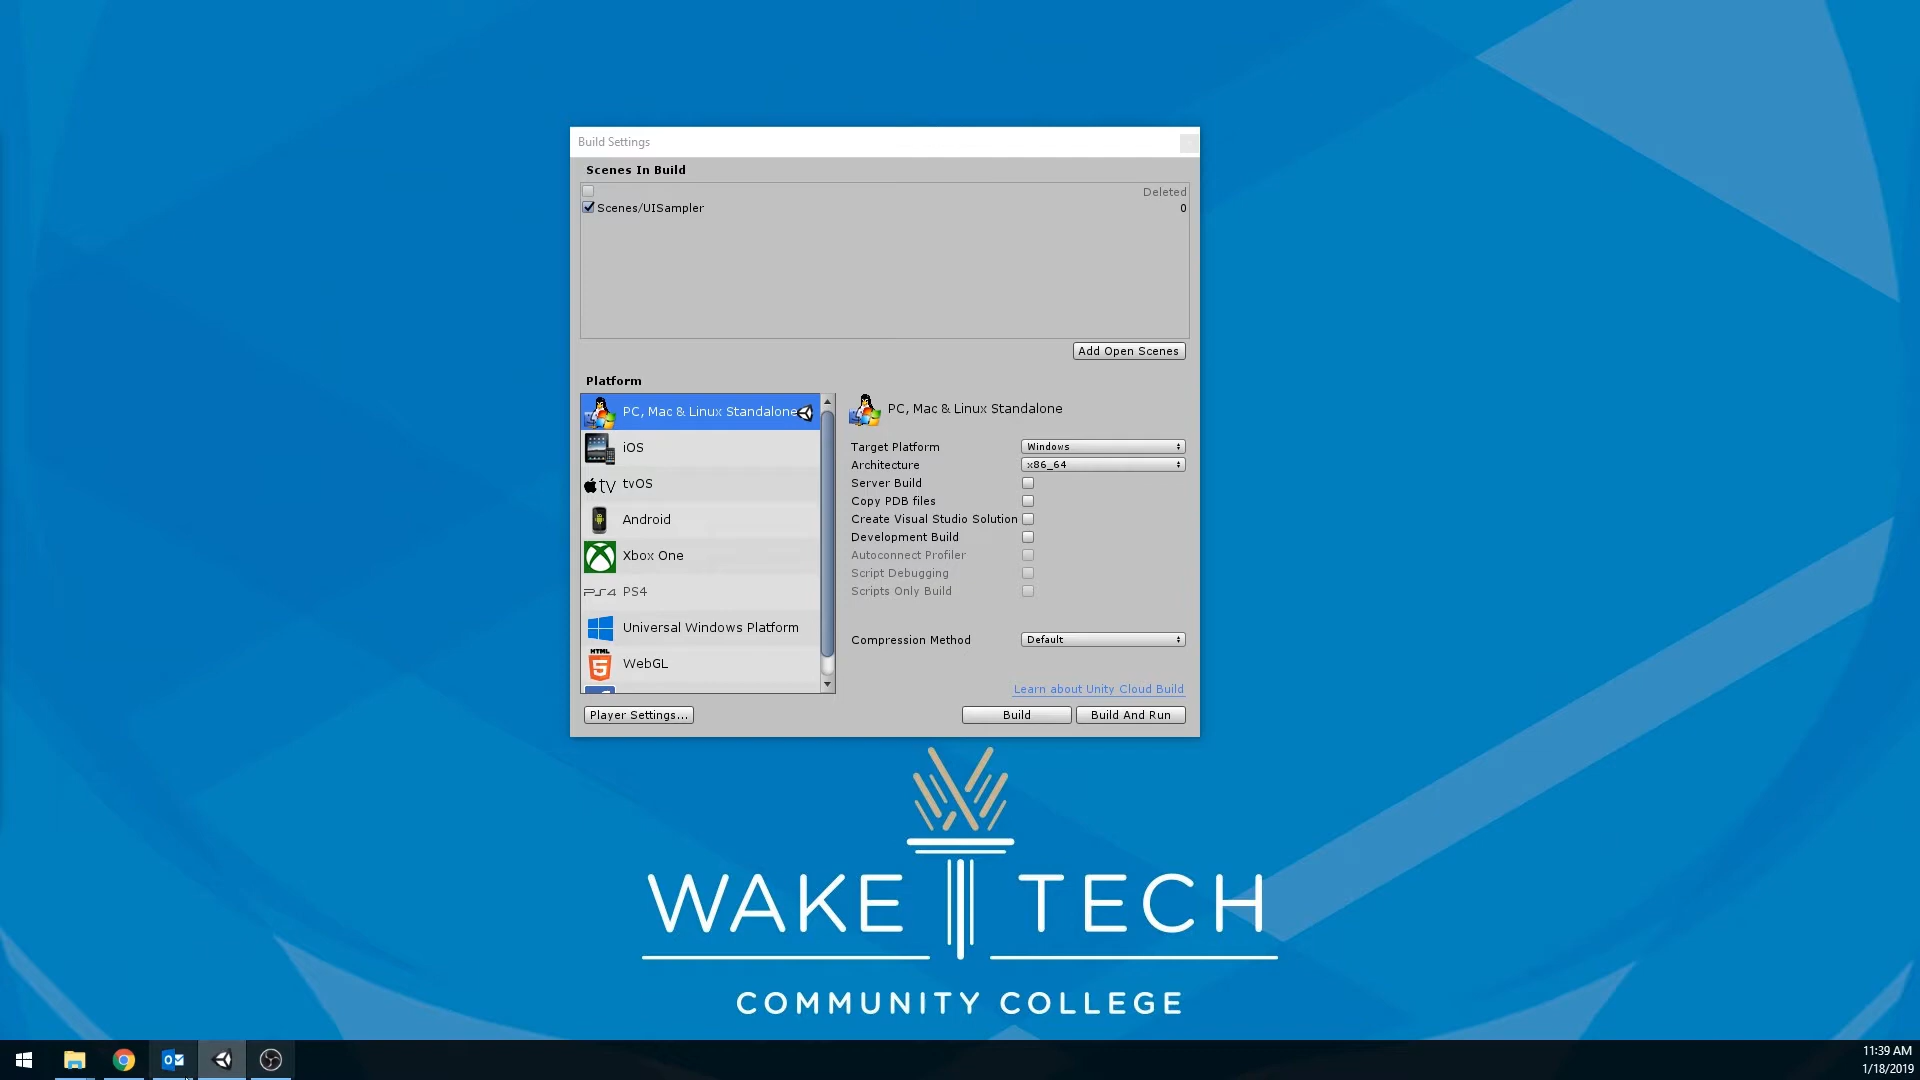 Build Settings
Scenes In Build
Deleted
Scenes/UISampler 0
Add Open Scenes
Platform
PC, Mac & Linux Standalone
iOS
tv tvOS
Android
Xbox One
PS4 PS4
Universal Windows Platform
HTML 5 WebGL
PC, Mac & Linux Standalone
Target Platform Windows
Architecture x86_64
Server Build
Copy PDB files
Create Visual Studio Solution
Development Build
Autoconnect Profiler
Script Debugging
Scripts Only Build
Compression Method Default
Learn about Unity Cloud Build
Player Settings...
Build
Build And Run
WAKE TECH
COMMUNITY COLLEGE
11:39 AM
1/18/2019